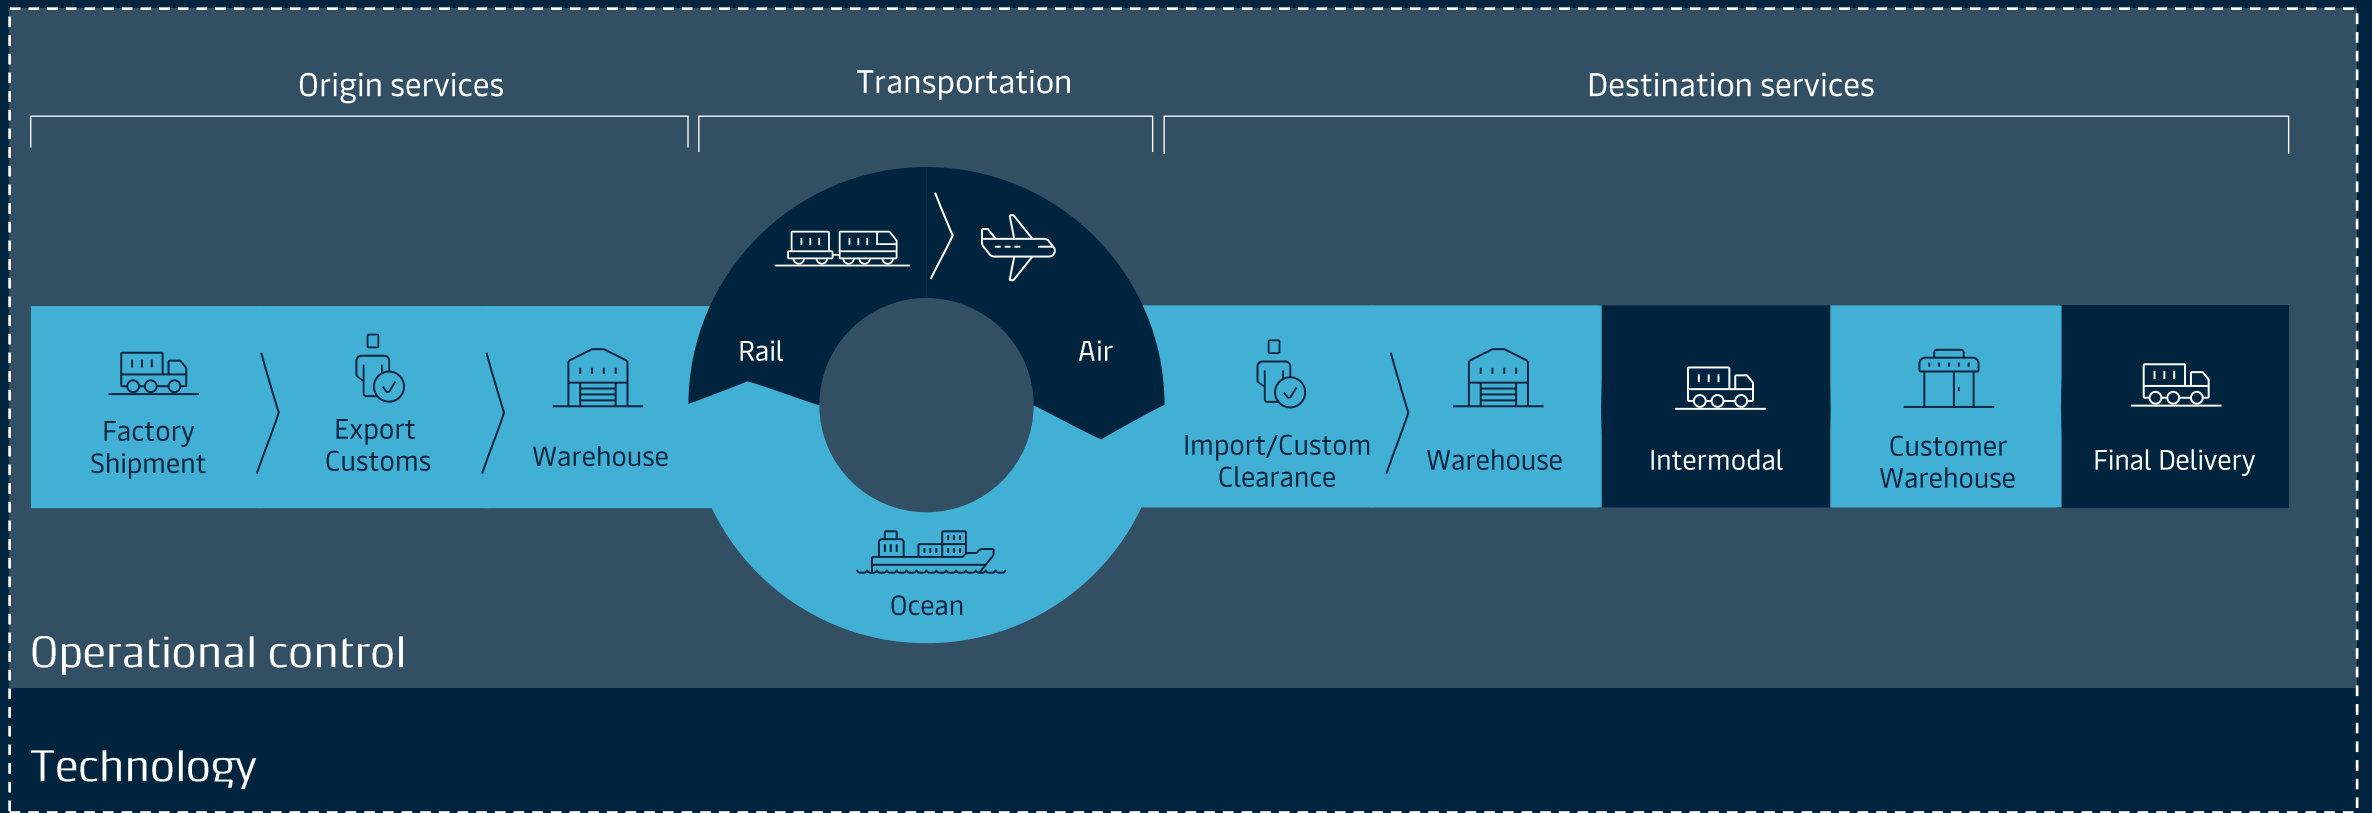 Origin services
Transportation
Destination services
Rail
Air
Factory
Shipment
Export
Customs
Warehouse
Import/Custom
Clearance
Warehouse
Intermodal
Customer
Warehouse
Final Delivery
Ocean
Operational control
Technology